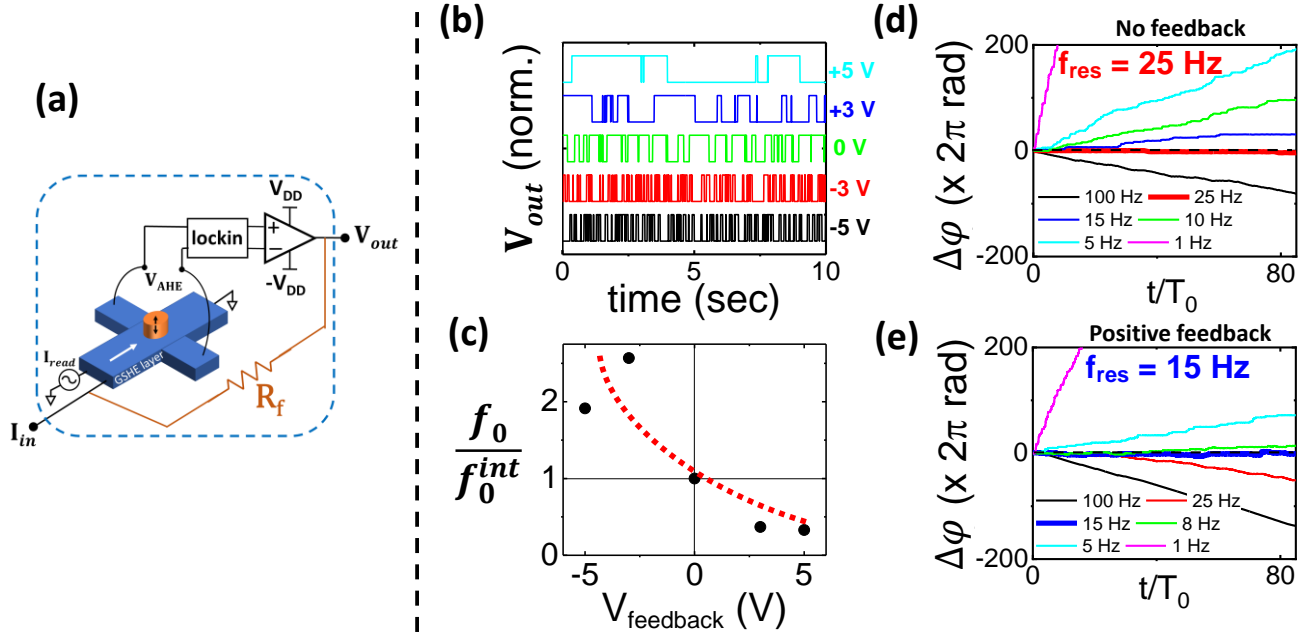 (a)
V_DD
lockin
+
−
V_out
-V_DD
V_AHE
I_read
GSHE layer
R_f
I_in
(b)
V_out (norm.)
+5 V
+3 V
0 V
-3 V
-5 V
0
5
10
time (sec)
(c)
f_0
f_0^int
2
1
0
-5
0
5
V_feedback (V)
(d)
No feedback
f_res = 25 Hz
Δφ (x 2π rad)
200
0
-200
100 Hz 25 Hz
15 Hz 10 Hz
5 Hz 1 Hz
0
80
t/T_0
(e)
Positive feedback
f_res = 15 Hz
Δφ (x 2π rad)
200
0
-200
100 Hz 25 Hz
15 Hz 8 Hz
5 Hz 1 Hz
0
80
t/T_0